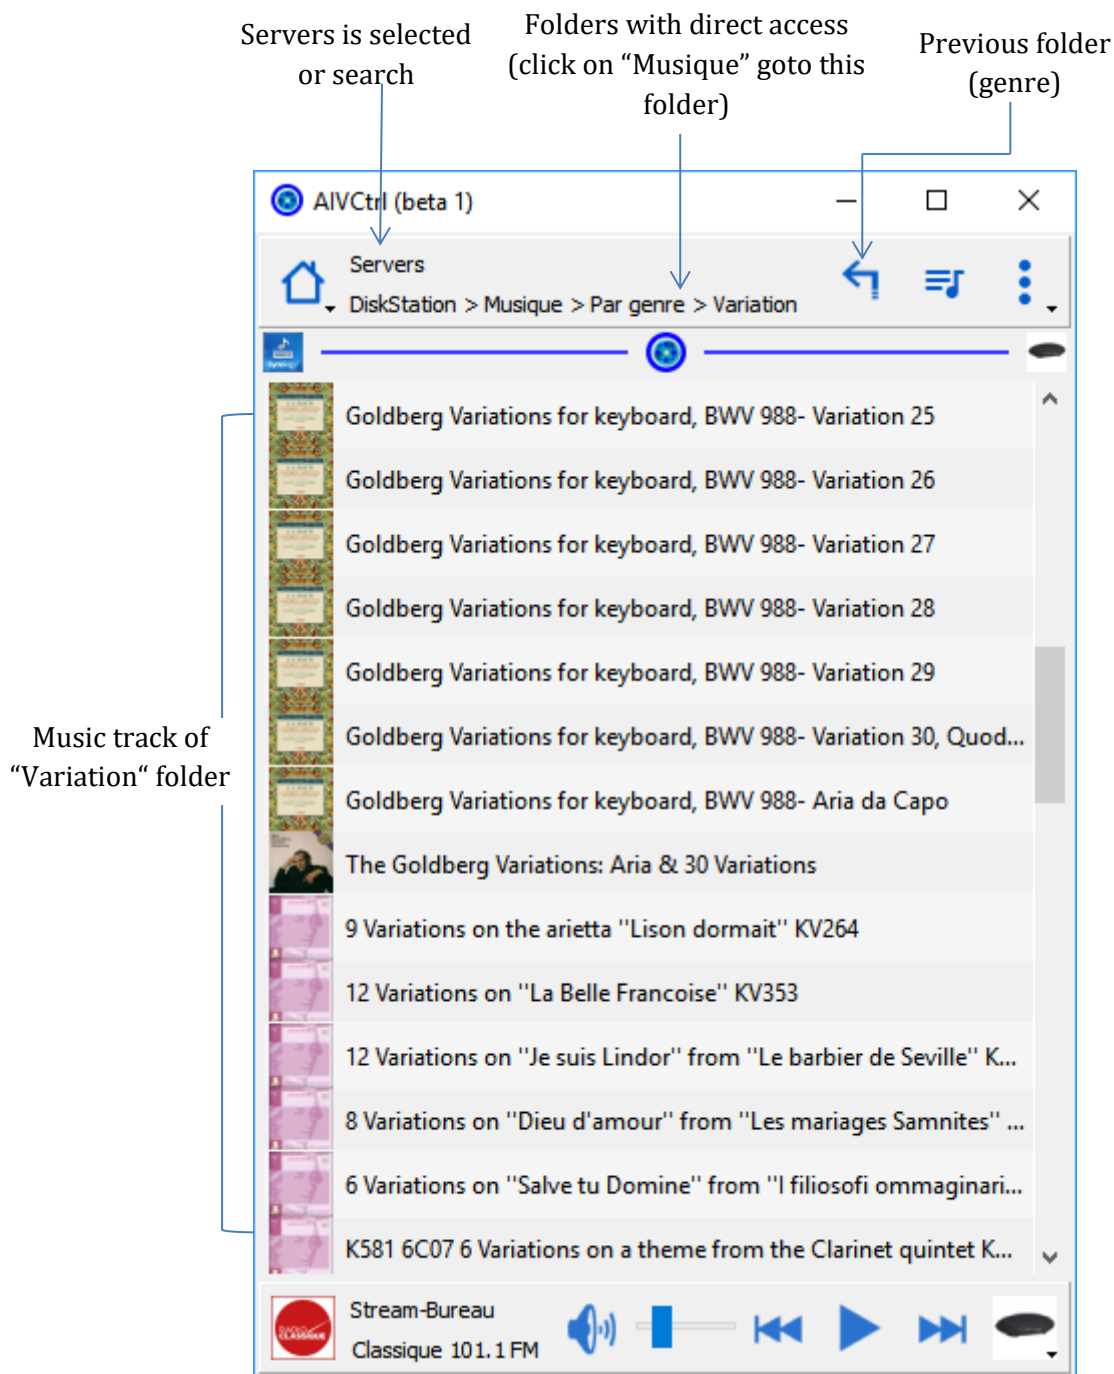 Servers is selected
or search
Folders with direct access
(click on “Musique” goto this
folder)
Previous folder
(genre)
AIVCtrl (beta 1)
Servers
DiskStation > Musique > Par genre > Variation
Goldberg Variations for keyboard, BWV 988- Variation 25
Goldberg Variations for keyboard, BWV 988- Variation 26
Goldberg Variations for keyboard, BWV 988- Variation 27
Goldberg Variations for keyboard, BWV 988- Variation 28
Goldberg Variations for keyboard, BWV 988- Variation 29
Goldberg Variations for keyboard, BWV 988- Variation 30, Quod...
Goldberg Variations for keyboard, BWV 988- Aria da Capo
The Goldberg Variations: Aria & 30 Variations
9 Variations on the arietta "Lison dormait" KV264
12 Variations on "La Belle Francoise" KV353
12 Variations on "Je suis Lindor" from "Le barbier de Seville" K...
8 Variations on "Dieu d'amour" from "Les mariages Samnites" ...
6 Variations on "Salve tu Domine" from "I filiosofi ommaginari...
K581 6C07 6 Variations on a theme from the Clarinet quintet K...
Music track of
“Variation“ folder
RADIO
CLASSIQUE
Stream-Bureau
Classique 101.1 FM